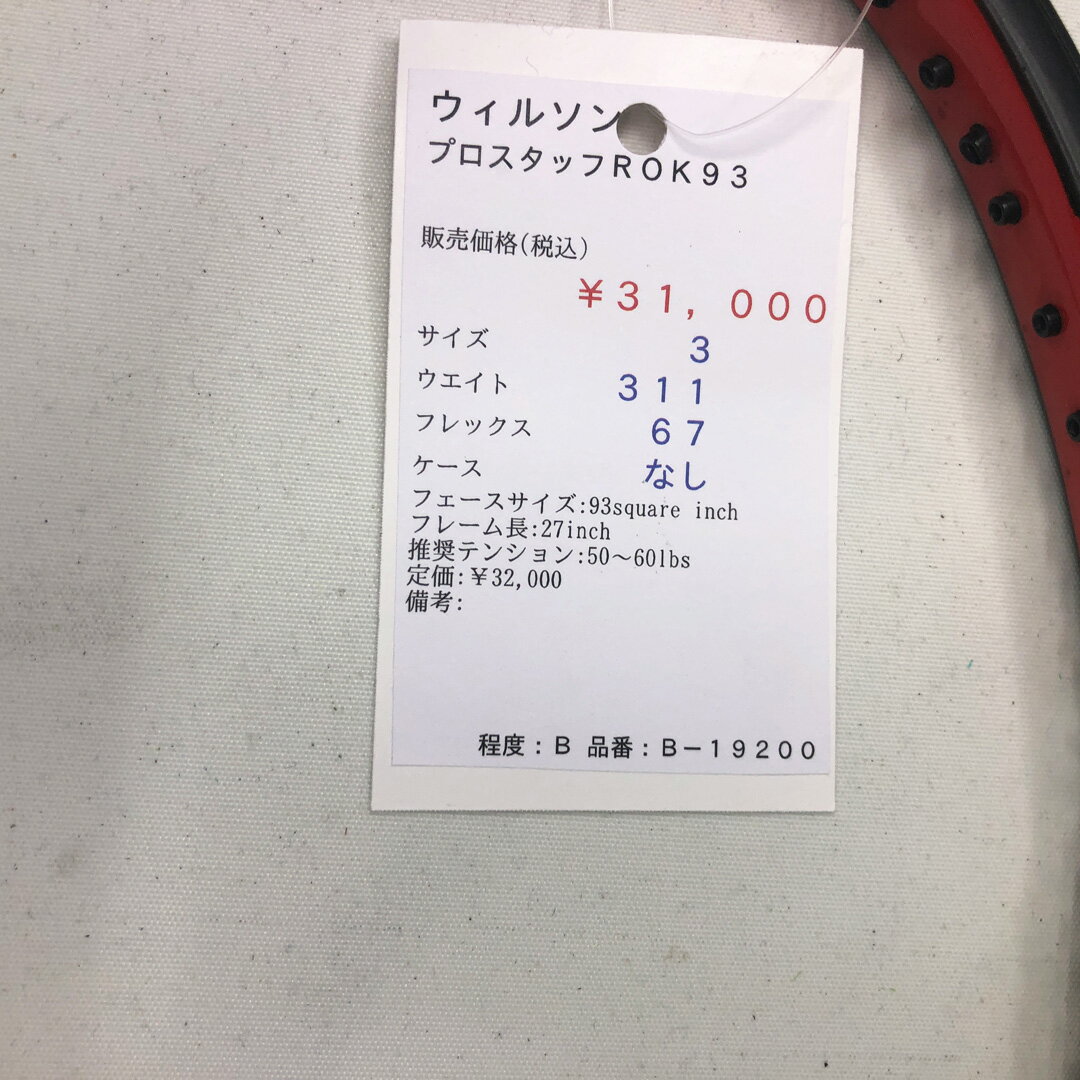 ウィルソン
プロスタッフＲＯＫ９３
販売価格(税込)
￥３１，０００
サイズ ３
ウエイト ３１１
フレックス ６７
ケース なし
フェースサイズ:93square inch
フレーム長:27inch
推奨テンション:50～60lbs
定価:￥32,000
備考:
程度：Ｂ 品番：Ｂ－１９２００